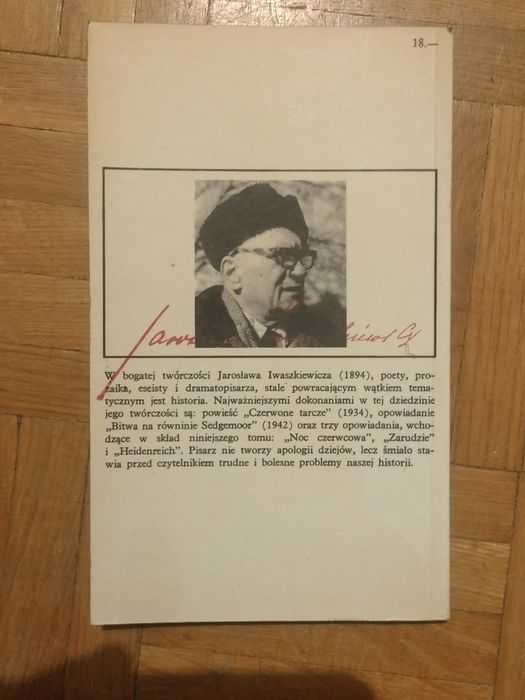 18.—
Jarosł
kiewicz
W bogatej twórczości Jarosława Iwaszkiewicza (1894), poety, pro-
zaika, eseisty i dramatopisarza, stale powracającym wątkiem tema-
tycznym jest historia. Najważniejszymi dokonaniami w tej dziedzinie
jego twórczości są: powieść „Czerwone tarcze” (1934), opowiadanie
„Bitwa na równinie Sedgemoor” (1942) oraz trzy opowiadania, wcho-
dzące w skład niniejszego tomu: „Noc czerwcowa”, „Zarudzie”
i „Heidenreich”. Pisarz nie tworzy apologii dziejów, lecz śmiało sta-
wia przed czytelnikiem trudne i bolesne problemy naszej historii.